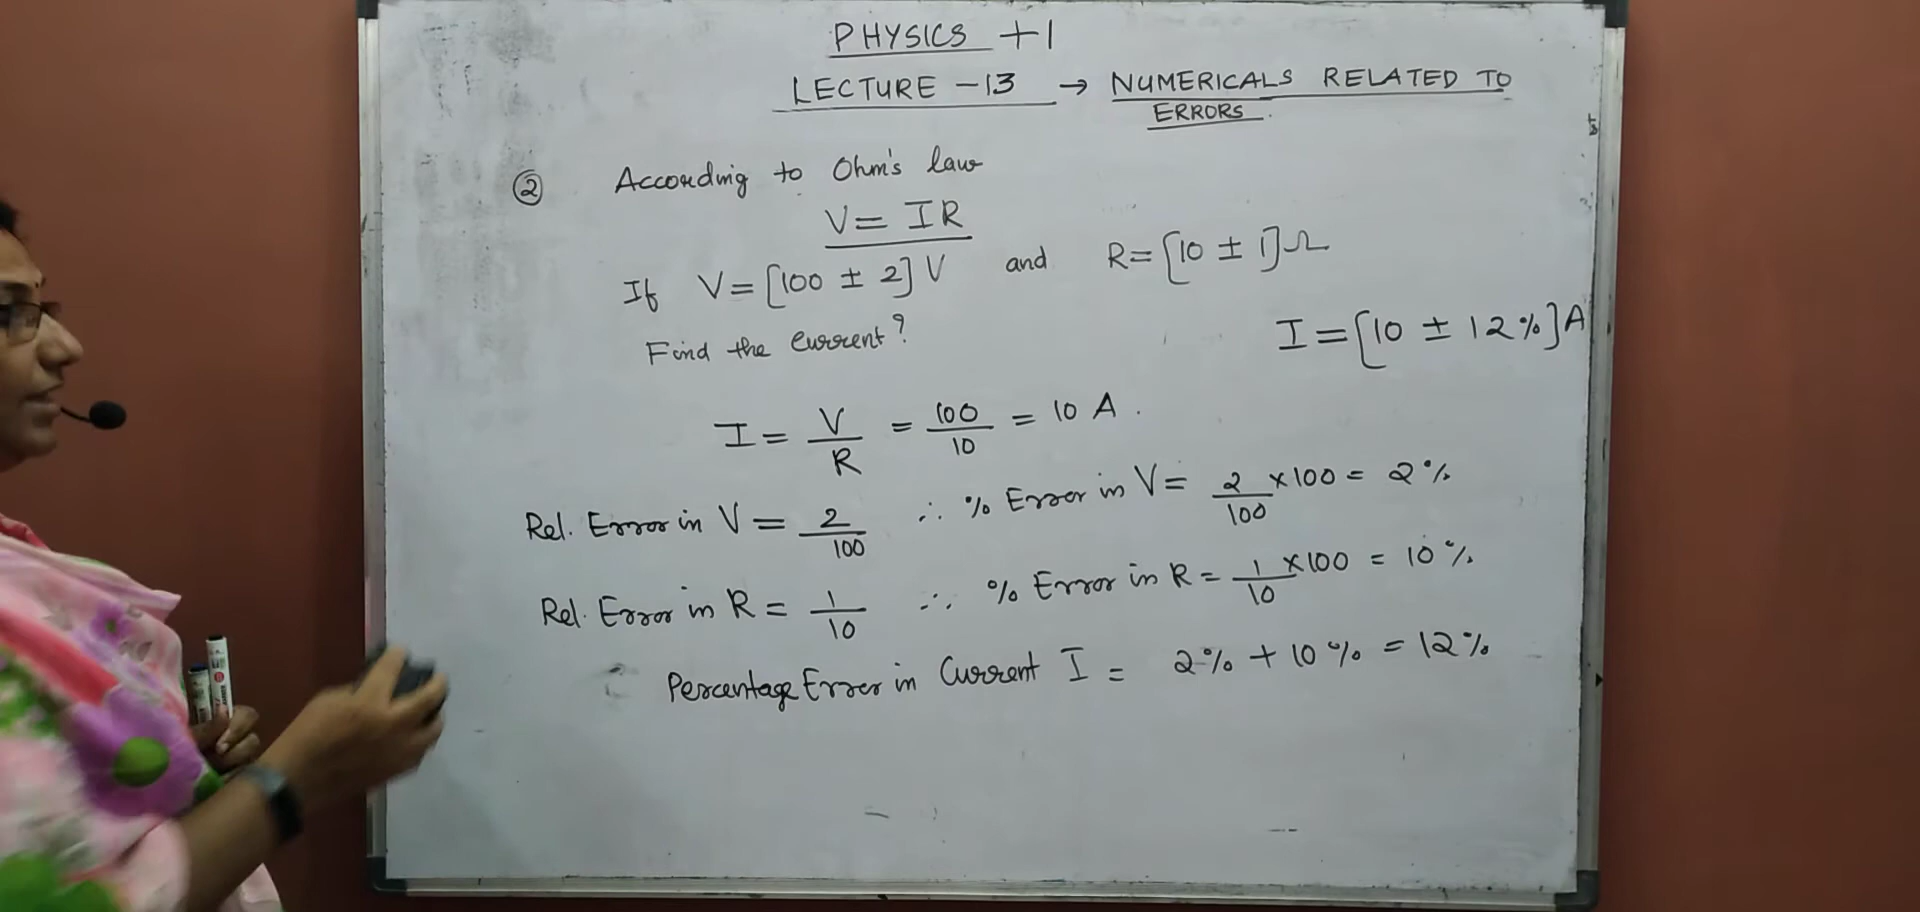 PHYSICS +1
LECTURE -13 → NUMERICALS RELATED TO
ERRORS.
② According to Ohm's law
V = IR
If V = [100 ± 2] V and R = [10 ± 1] Ω
Find the Current?
I = [10 ± 12%] A
I = V/R = 100/10 = 10 A.
Rel. Error in V = 2/100 ∴ % Error in V = 2/100 × 100 = 2%
Rel. Error in R = 1/10 ∴ % Error in R = 1/10 × 100 = 10%
Percentage Error in Current I = 2% + 10% = 12%